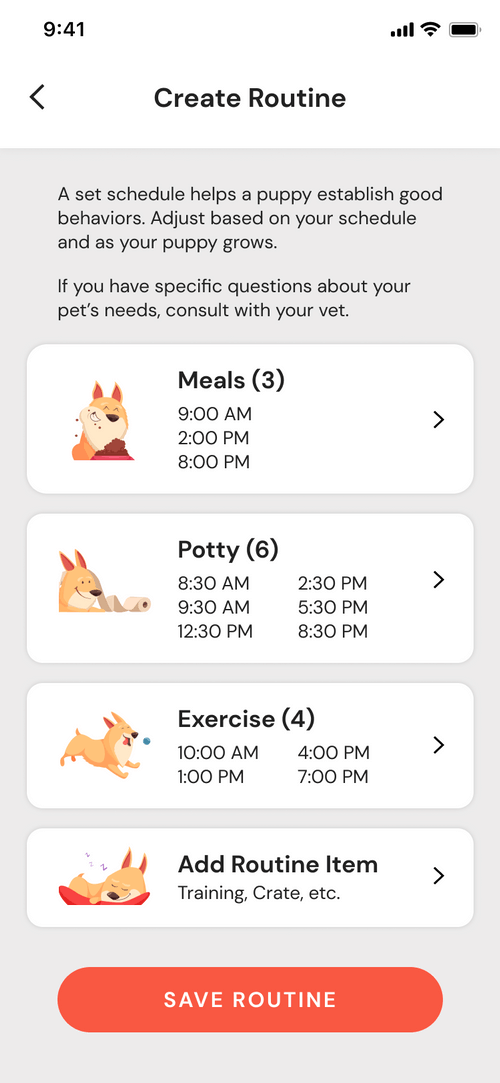 9:41
Create Routine
A set schedule helps a puppy establish good
behaviors. Adjust based on your schedule
and as your puppy grows.
If you have specific questions about your
pet's needs, consult with your vet.
Meals (3)
9:00 AM
2:00 PM
8:00 PM
Potty (6)
8:30 AM 2:30 PM
9:30 AM 5:30 PM
12:30 PM 8:30 PM
Exercise (4)
10:00 AM 4:00 PM
1:00 PM 7:00 PM
z
z
z
Add Routine Item
Training, Crate, etc.
SAVE ROUTINE